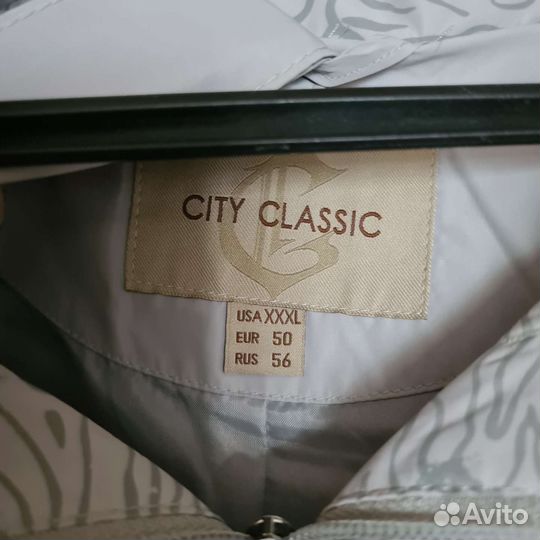 CITY CLASSIC
USA XXXL
EUR 50
RUS 56
Avito